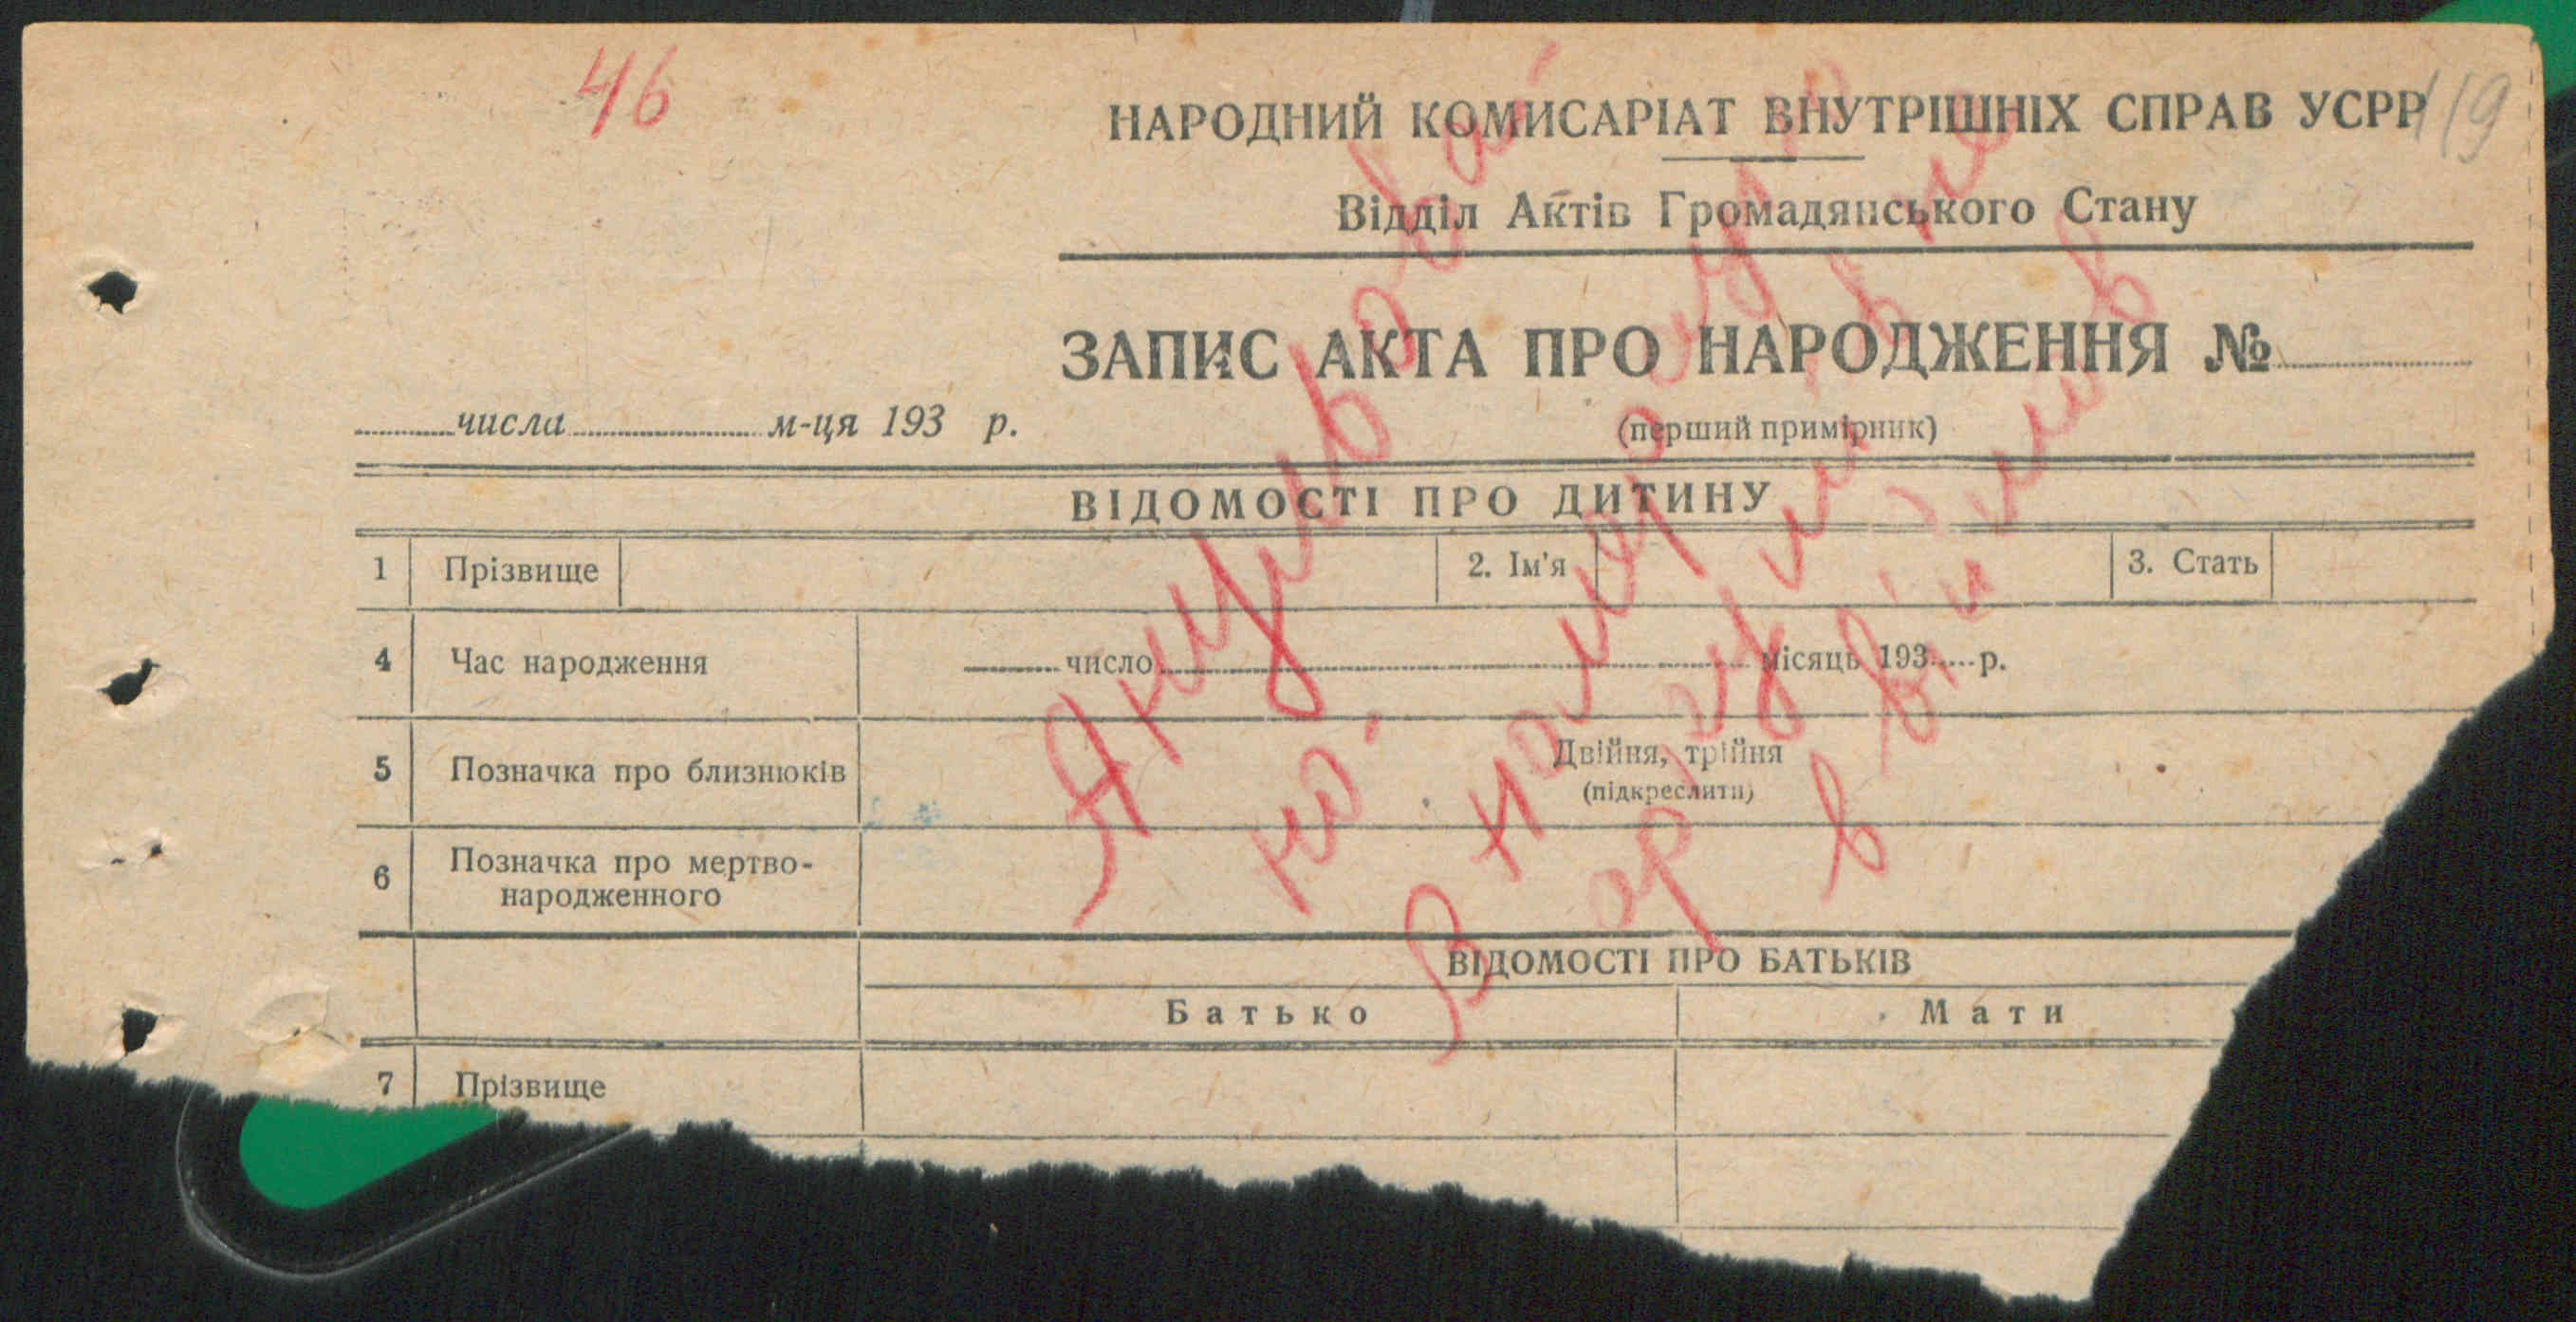 46
119
НАРОДНИЙ КОМИСАРІАТ ВНУТРІШНІХ СПРАВ УСРР
Відділ Актів Громадянського Стану
ЗАПИС АКТА ПРО НАРОДЖЕННЯ №
числа м-ця 193 р.
(перший примірник)
ВІДОМОСТІ ПРО ДИТИНУ
1 Прізвище 2. Ім'я 3. Стать
4 Час народження число місяць 193 р.
5 Позначка про близнюків Двійня, трійня
(підкреслити)
6 Позначка про мертво-
народженного
ВІДОМОСТІ ПРО БАТЬКІВ
Батько Мати
7 Прізвище